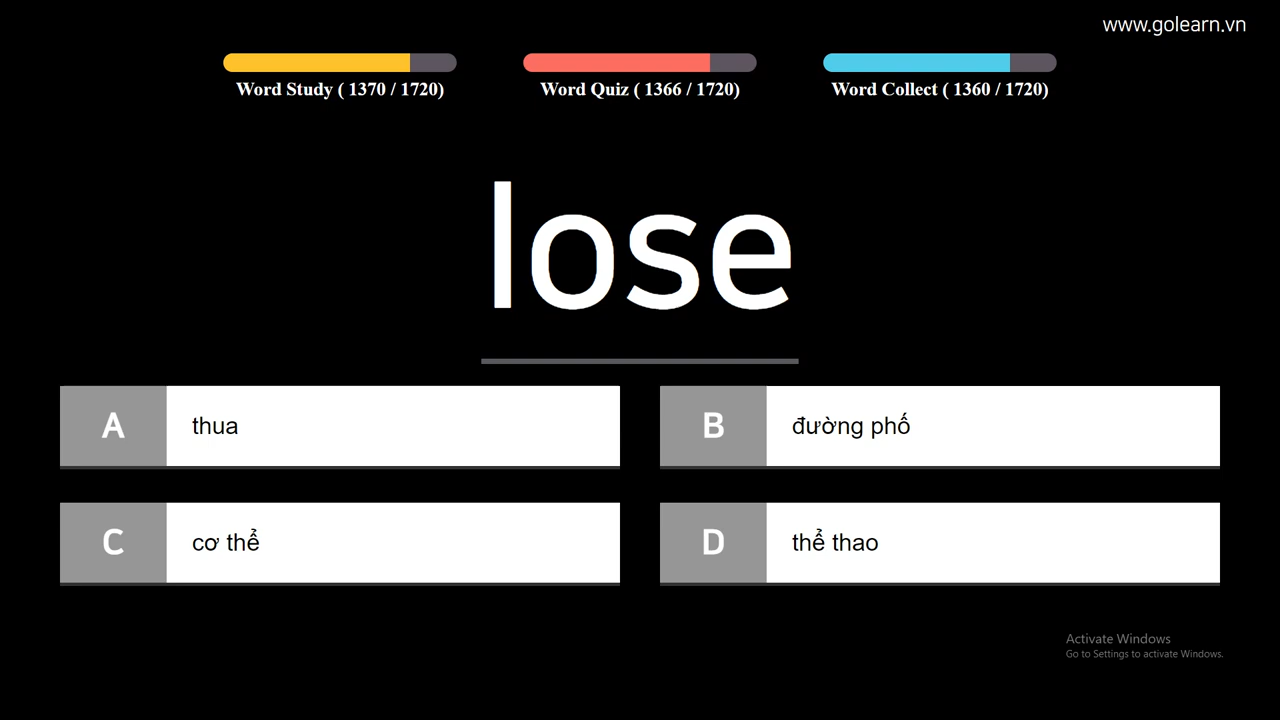 www.golearn.vn
Word Study ( 1370 / 1720)
Word Quiz ( 1366 / 1720)
Word Collect ( 1360 / 1720)
lose
A thua
B đường phố
C cơ thể
D thể thao
Activate Windows
Go to Settings to activate Windows.